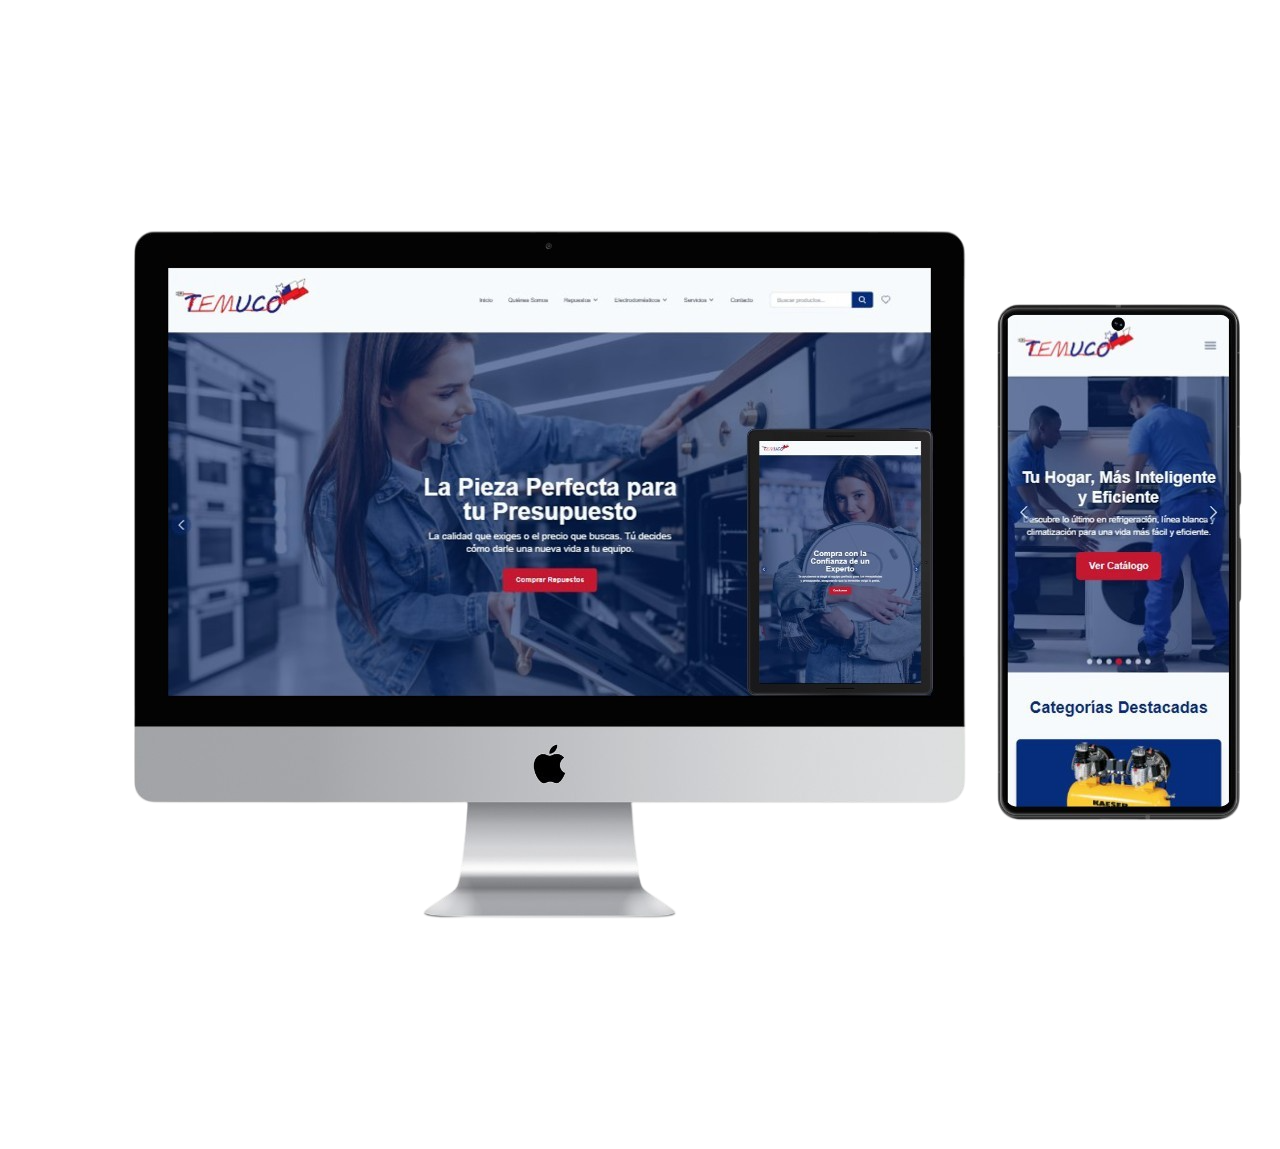 TEMUCO
Inicio Quiénes Somos Repuestos Electrodomésticos Servicios Contacto Buscar productos...
La Pieza Perfecta para
tu Presupuesto
La calidad que exiges o el precio que buscas. Tú decides
cómo darle una nueva vida a tu equipo.
Comprar Repuestos
TEMUCO
Compra con la
Confianza de un
Experto
TEMUCO
Tu Hogar, Más Inteligente
y Eficiente
Descubre lo último en refrigeración, línea blanca y
climatización para una vida más fácil y eficiente.
Ver Catálogo
Categorías Destacadas
KAESER